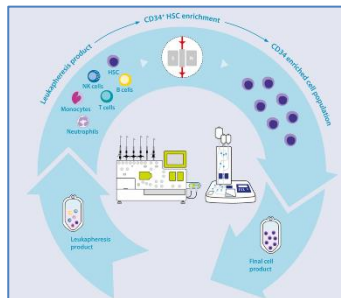 Leukapheresis product
CD34⁺ HSC enrichment
CD34 enriched cell population
HSC
NK cells
B cells
Monocytes
T cells
Neutrophils
Leukapheresis
product
Final cell
product